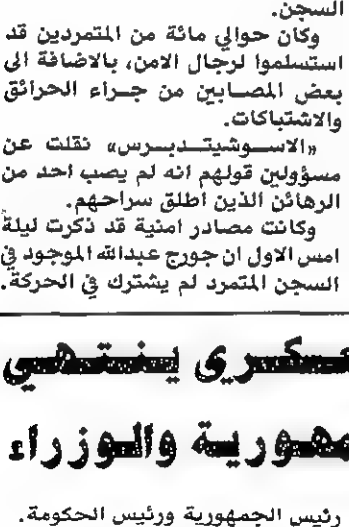 السجن.
وكان حوالي مائة من المتمردين قد
استسلموا لرجال الامن، بالاضافة الى
بعض المصابين من جراء الحرائق
والاشتباكات.
«الاسوشيتدبرس» نقلت عن
مسؤولين قولهم انه لم يصب احد من
الرهائن الذين اطلق سراحهم.
وكانت مصادر امنية قد ذكرت ليلة
امس الاول ان جورج عبدالله الموجود في
السجن المتمرد لم يشترك في الحركة.
سكرى ينتهي
مهورية والوزراء
رئيس الجمهورية ورئيس الحكومة.